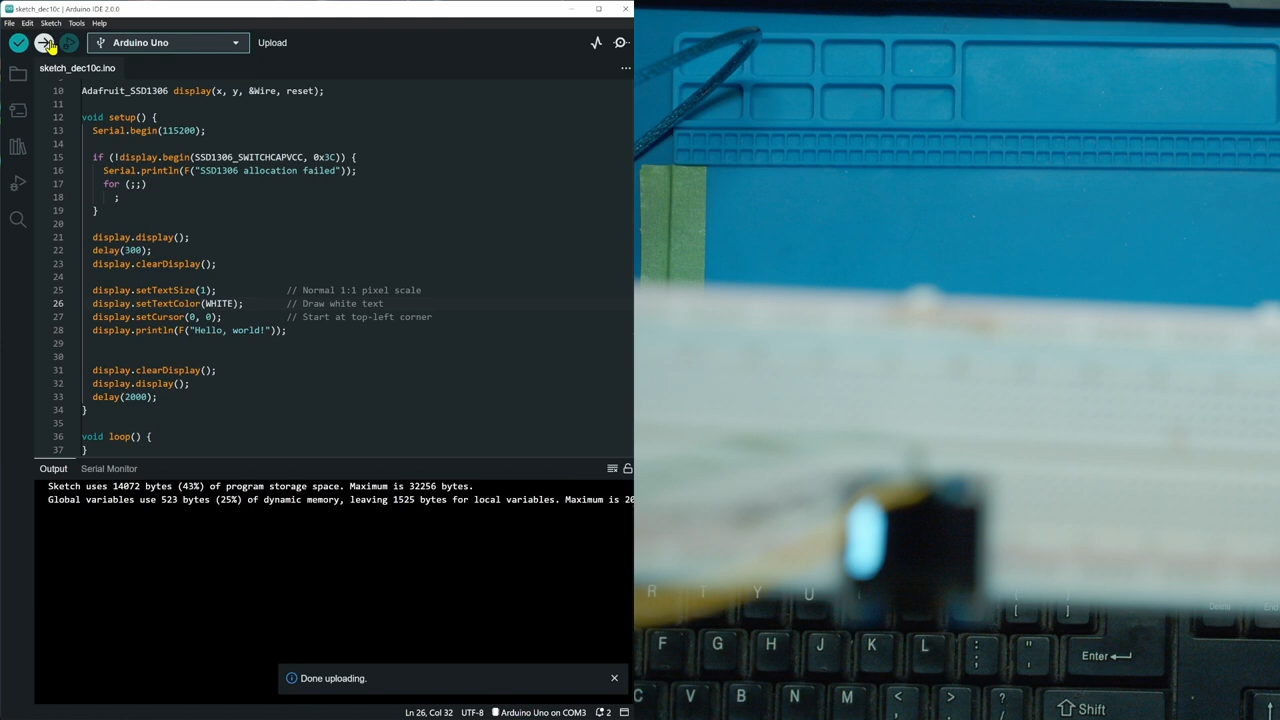 sketch_dec10c | Arduino IDE 2.0.0
File Edit Sketch Tools Help
Arduino Uno
Upload
sketch_dec10c.ino
10 Adafruit_SSD1306 display(x, y, &Wire, reset);
11
12 void setup() {
13 Serial.begin(115200);
14
15 if (!display.begin(SSD1306_SWITCHCAPVCC, 0x3C)) {
16 Serial.println(F("SSD1306 allocation failed"));
17 for (;;)
18 ;
19 }
20
21 display.display();
22 delay(300);
23 display.clearDisplay();
24
25 display.setTextSize(1); // Normal 1:1 pixel scale
26 display.setTextColor(WHITE); // Draw white text
27 display.setCursor(0, 0); // Start at top-left corner
28 display.println(F("Hello, world!"));
29
30
31 display.clearDisplay();
32 display.display();
33 delay(2000);
34 }
35
36 void loop() {
37 }
Output Serial Monitor
Sketch uses 14072 bytes (43%) of program storage space. Maximum is 32256 bytes.
Global variables use 523 bytes (25%) of dynamic memory, leaving 1525 bytes for local variables. Maximum is 20
Done uploading.
Ln 26, Col 32 UTF-8 Arduino Uno on COM3 2
R T Y U { }
[ ]
F G H J K L : " Enter
; '
C V B N M < > ? Shift